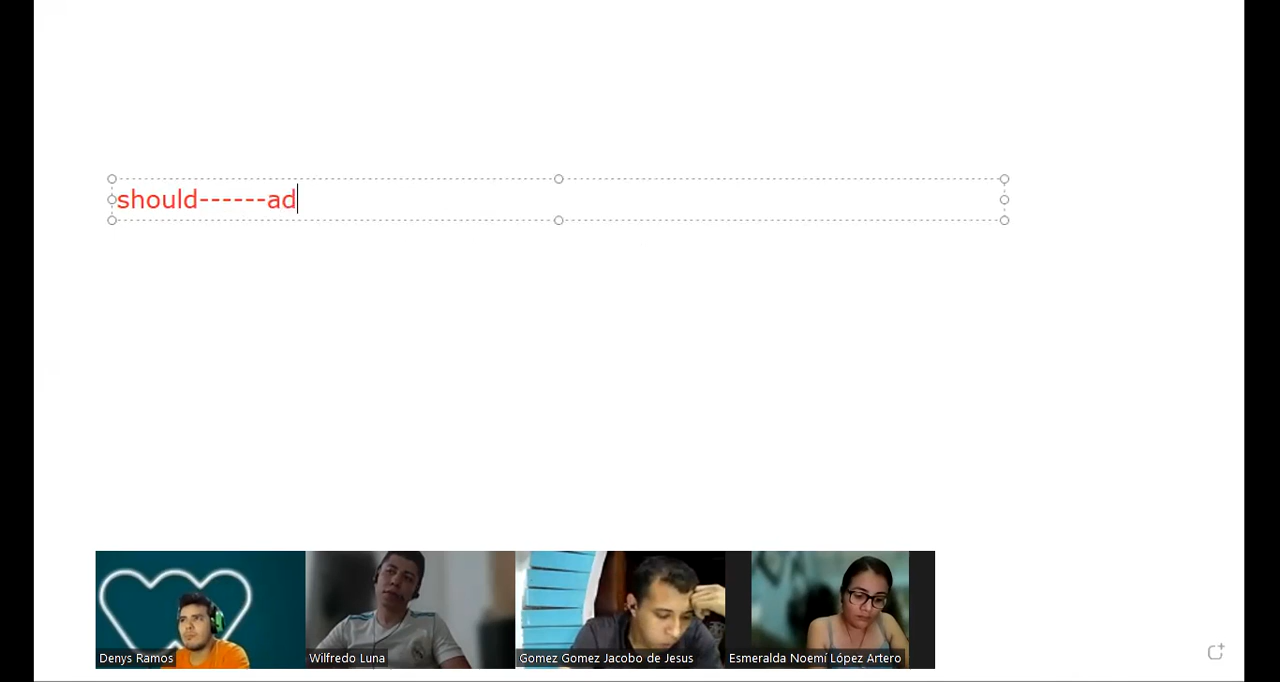 should------ad
Denys Ramos
Wilfredo Luna
Gomez Gomez Jacobo de Jesus
Esmeralda Noemí López Artero